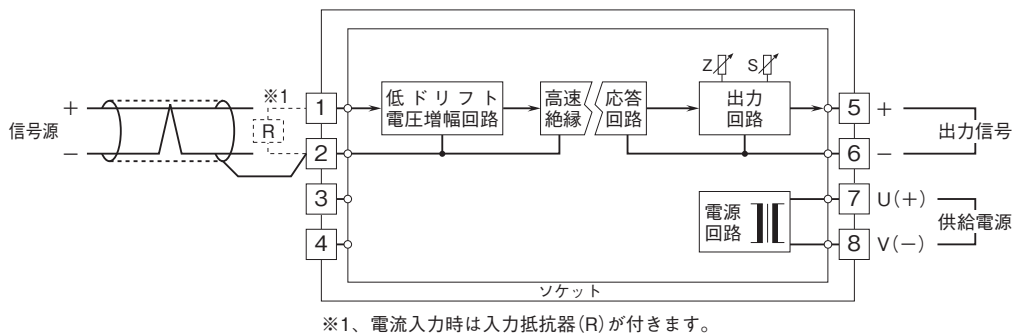 Z S
※1
+ 1 低ドリフト 電圧増幅回路 高速 絶縁 応答 回路 出力 回路 5 +
信号源 R 出力信号
− 2 6 −
3 電源 回路 7 U(+)
供給電源
4 8 V(−)
ソケット
※1、電流入力時は入力抵抗器(R)が付きます。